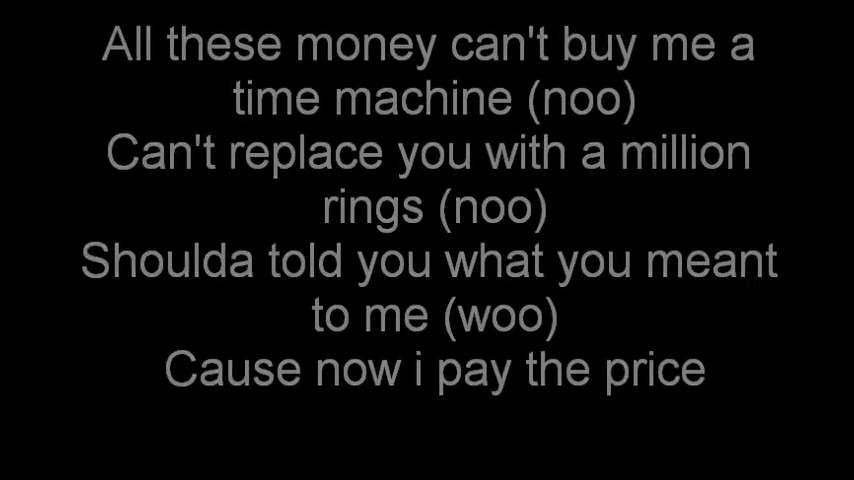 All these money can't buy me a
time machine (noo)
Can't replace you with a million
rings (noo)
Shoulda told you what you meant
to me (woo)
Cause now i pay the price